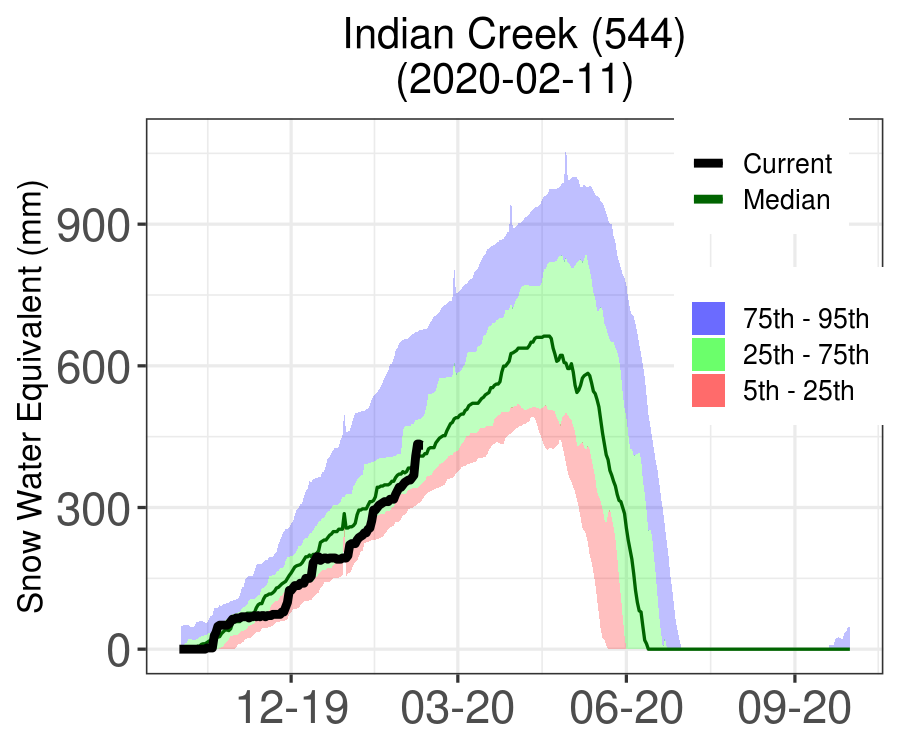 Indian Creek (544)
(2020-02-11)
Snow Water Equivalent (mm)
900
600
300
0
12-19
03-20
06-20
09-20
Current
Median
75th - 95th
25th - 75th
5th - 25th